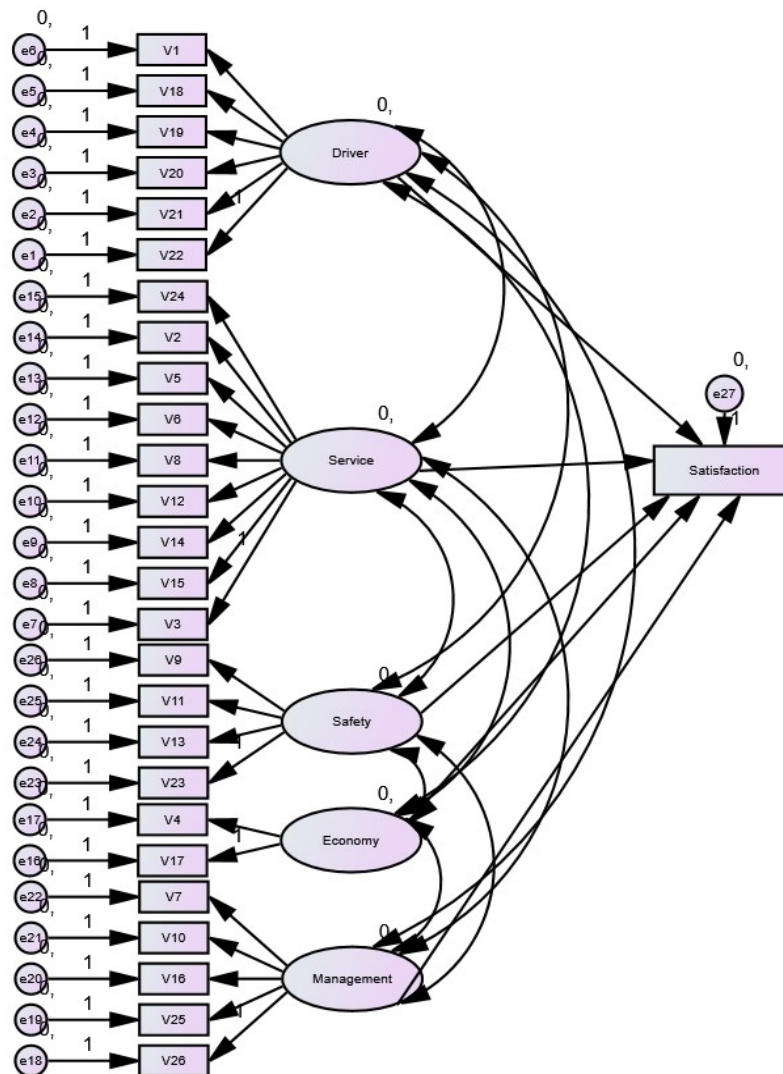 0,
e6 1 V1
0,
e5 1 V18
0,
0,
e4 1 V19
Driver
0,
e3 1 V20
0,
e2 1 V21
1
0,
e1 1 V22
0,
e15 1 V24
0,
e14 1 V2
0,
0,
e13 1 V5
e27
0,
e12 1 V6
0,
1
0,
e11 1 V8
Service
Satisfaction
0,
e10 1 V12
0,
e9 1 V14
1
0,
e8 1 V15
0,
e7 1 V3
0,
e26 1 V9
0,
0,
e25 1 V11
Safety
0,
e24 1 V13
1
0,
e23 1 V23
0,
0,
e17 1 V4
1
Economy
0,
e16 1 V17
0,
e22 1 V7
0,
0,
e21 1 V10
0,
e20 1 V16
Management
0,
e19 1 V25
1
0,
e18 1 V26